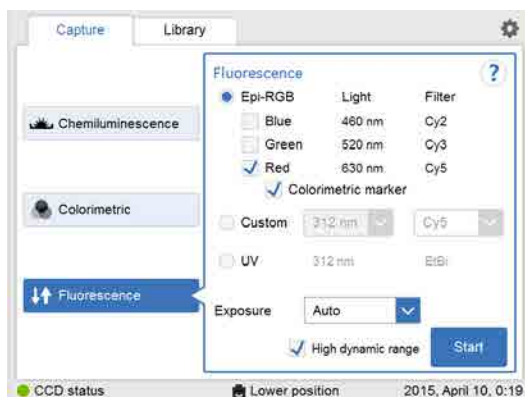 Capture Library
Fluorescence ?
Epi-RGB Light Filter
Blue 460 nm Cy2
Green 520 nm Cy3
Red 630 nm Cy5
Colorimetric marker
Custom 312 nm Cy5
UV 312 nm EtBr
Exposure Auto
High dynamic range Start
Chemiluminescence
Colorimetric
Fluorescence
CCD status Lower position 2015, April 10, 0:19